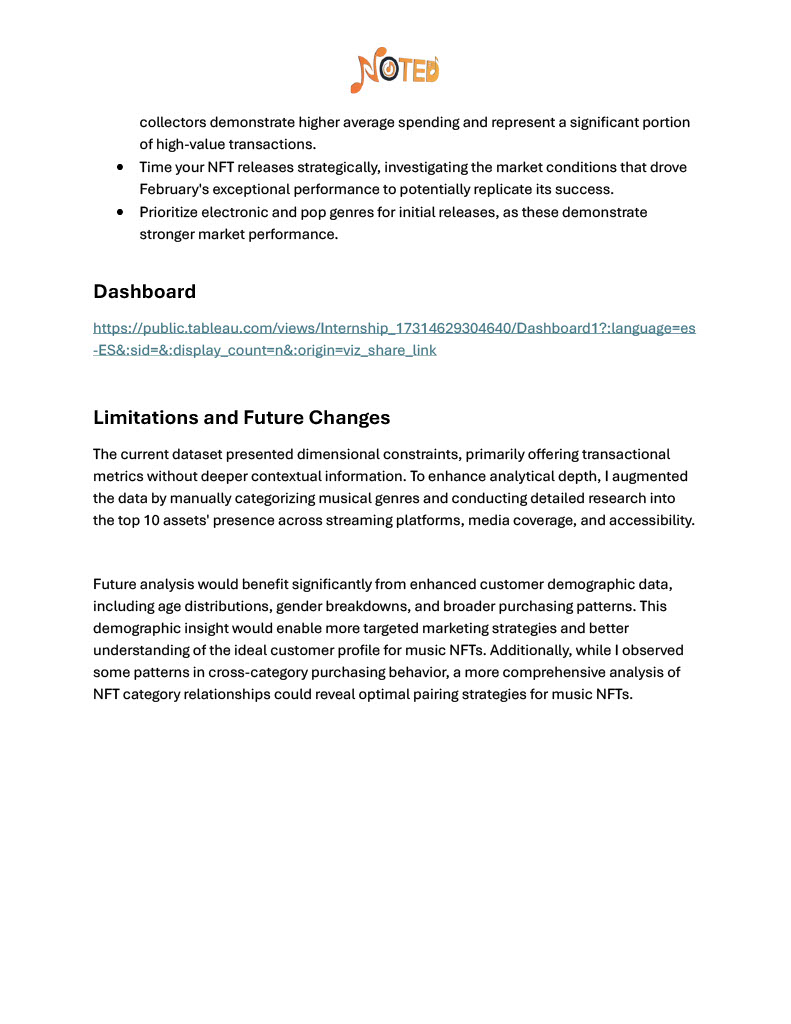 NOTED
collectors demonstrate higher average spending and represent a significant portion
of high-value transactions.
• Time your NFT releases strategically, investigating the market conditions that drove
February's exceptional performance to potentially replicate its success.
• Prioritize electronic and pop genres for initial releases, as these demonstrate
stronger market performance.
Dashboard
https://public.tableau.com/views/Internship_17314629304640/Dashboard1?:language=es
-ES&:sid=&:display_count=n&:origin=viz_share_link
Limitations and Future Changes
The current dataset presented dimensional constraints, primarily offering transactional
metrics without deeper contextual information. To enhance analytical depth, I augmented
the data by manually categorizing musical genres and conducting detailed research into
the top 10 assets' presence across streaming platforms, media coverage, and accessibility.
Future analysis would benefit significantly from enhanced customer demographic data,
including age distributions, gender breakdowns, and broader purchasing patterns. This
demographic insight would enable more targeted marketing strategies and better
understanding of the ideal customer profile for music NFTs. Additionally, while I observed
some patterns in cross-category purchasing behavior, a more comprehensive analysis of
NFT category relationships could reveal optimal pairing strategies for music NFTs.